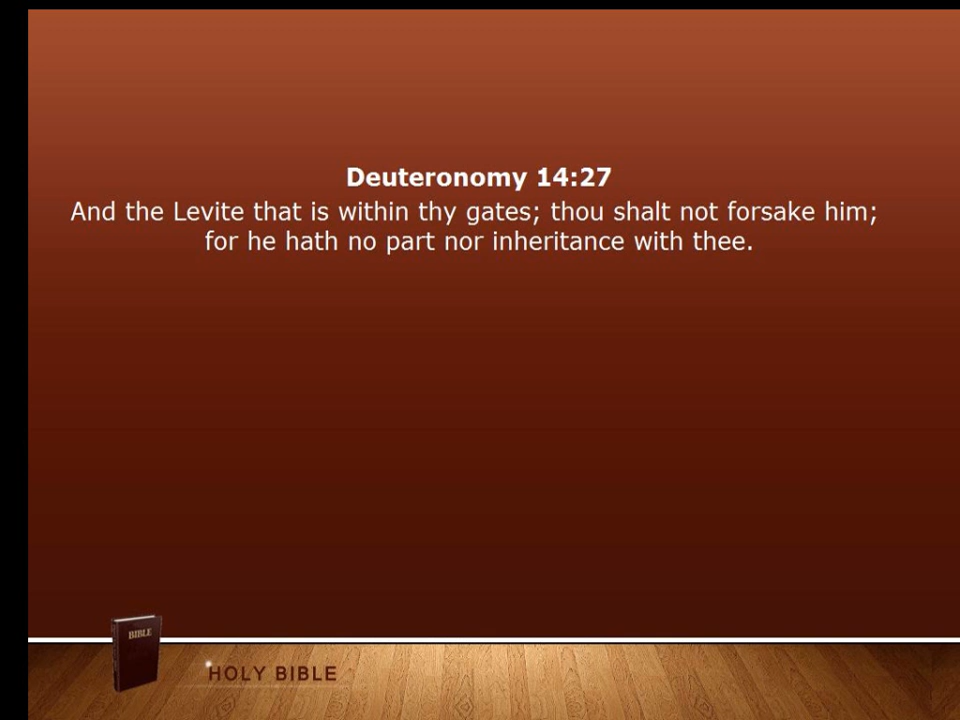 Deuteronomy 14:27
And the Levite that is within thy gates; thou shalt not forsake him;
for he hath no part nor inheritance with thee.
BIBLE
HOLY BIBLE